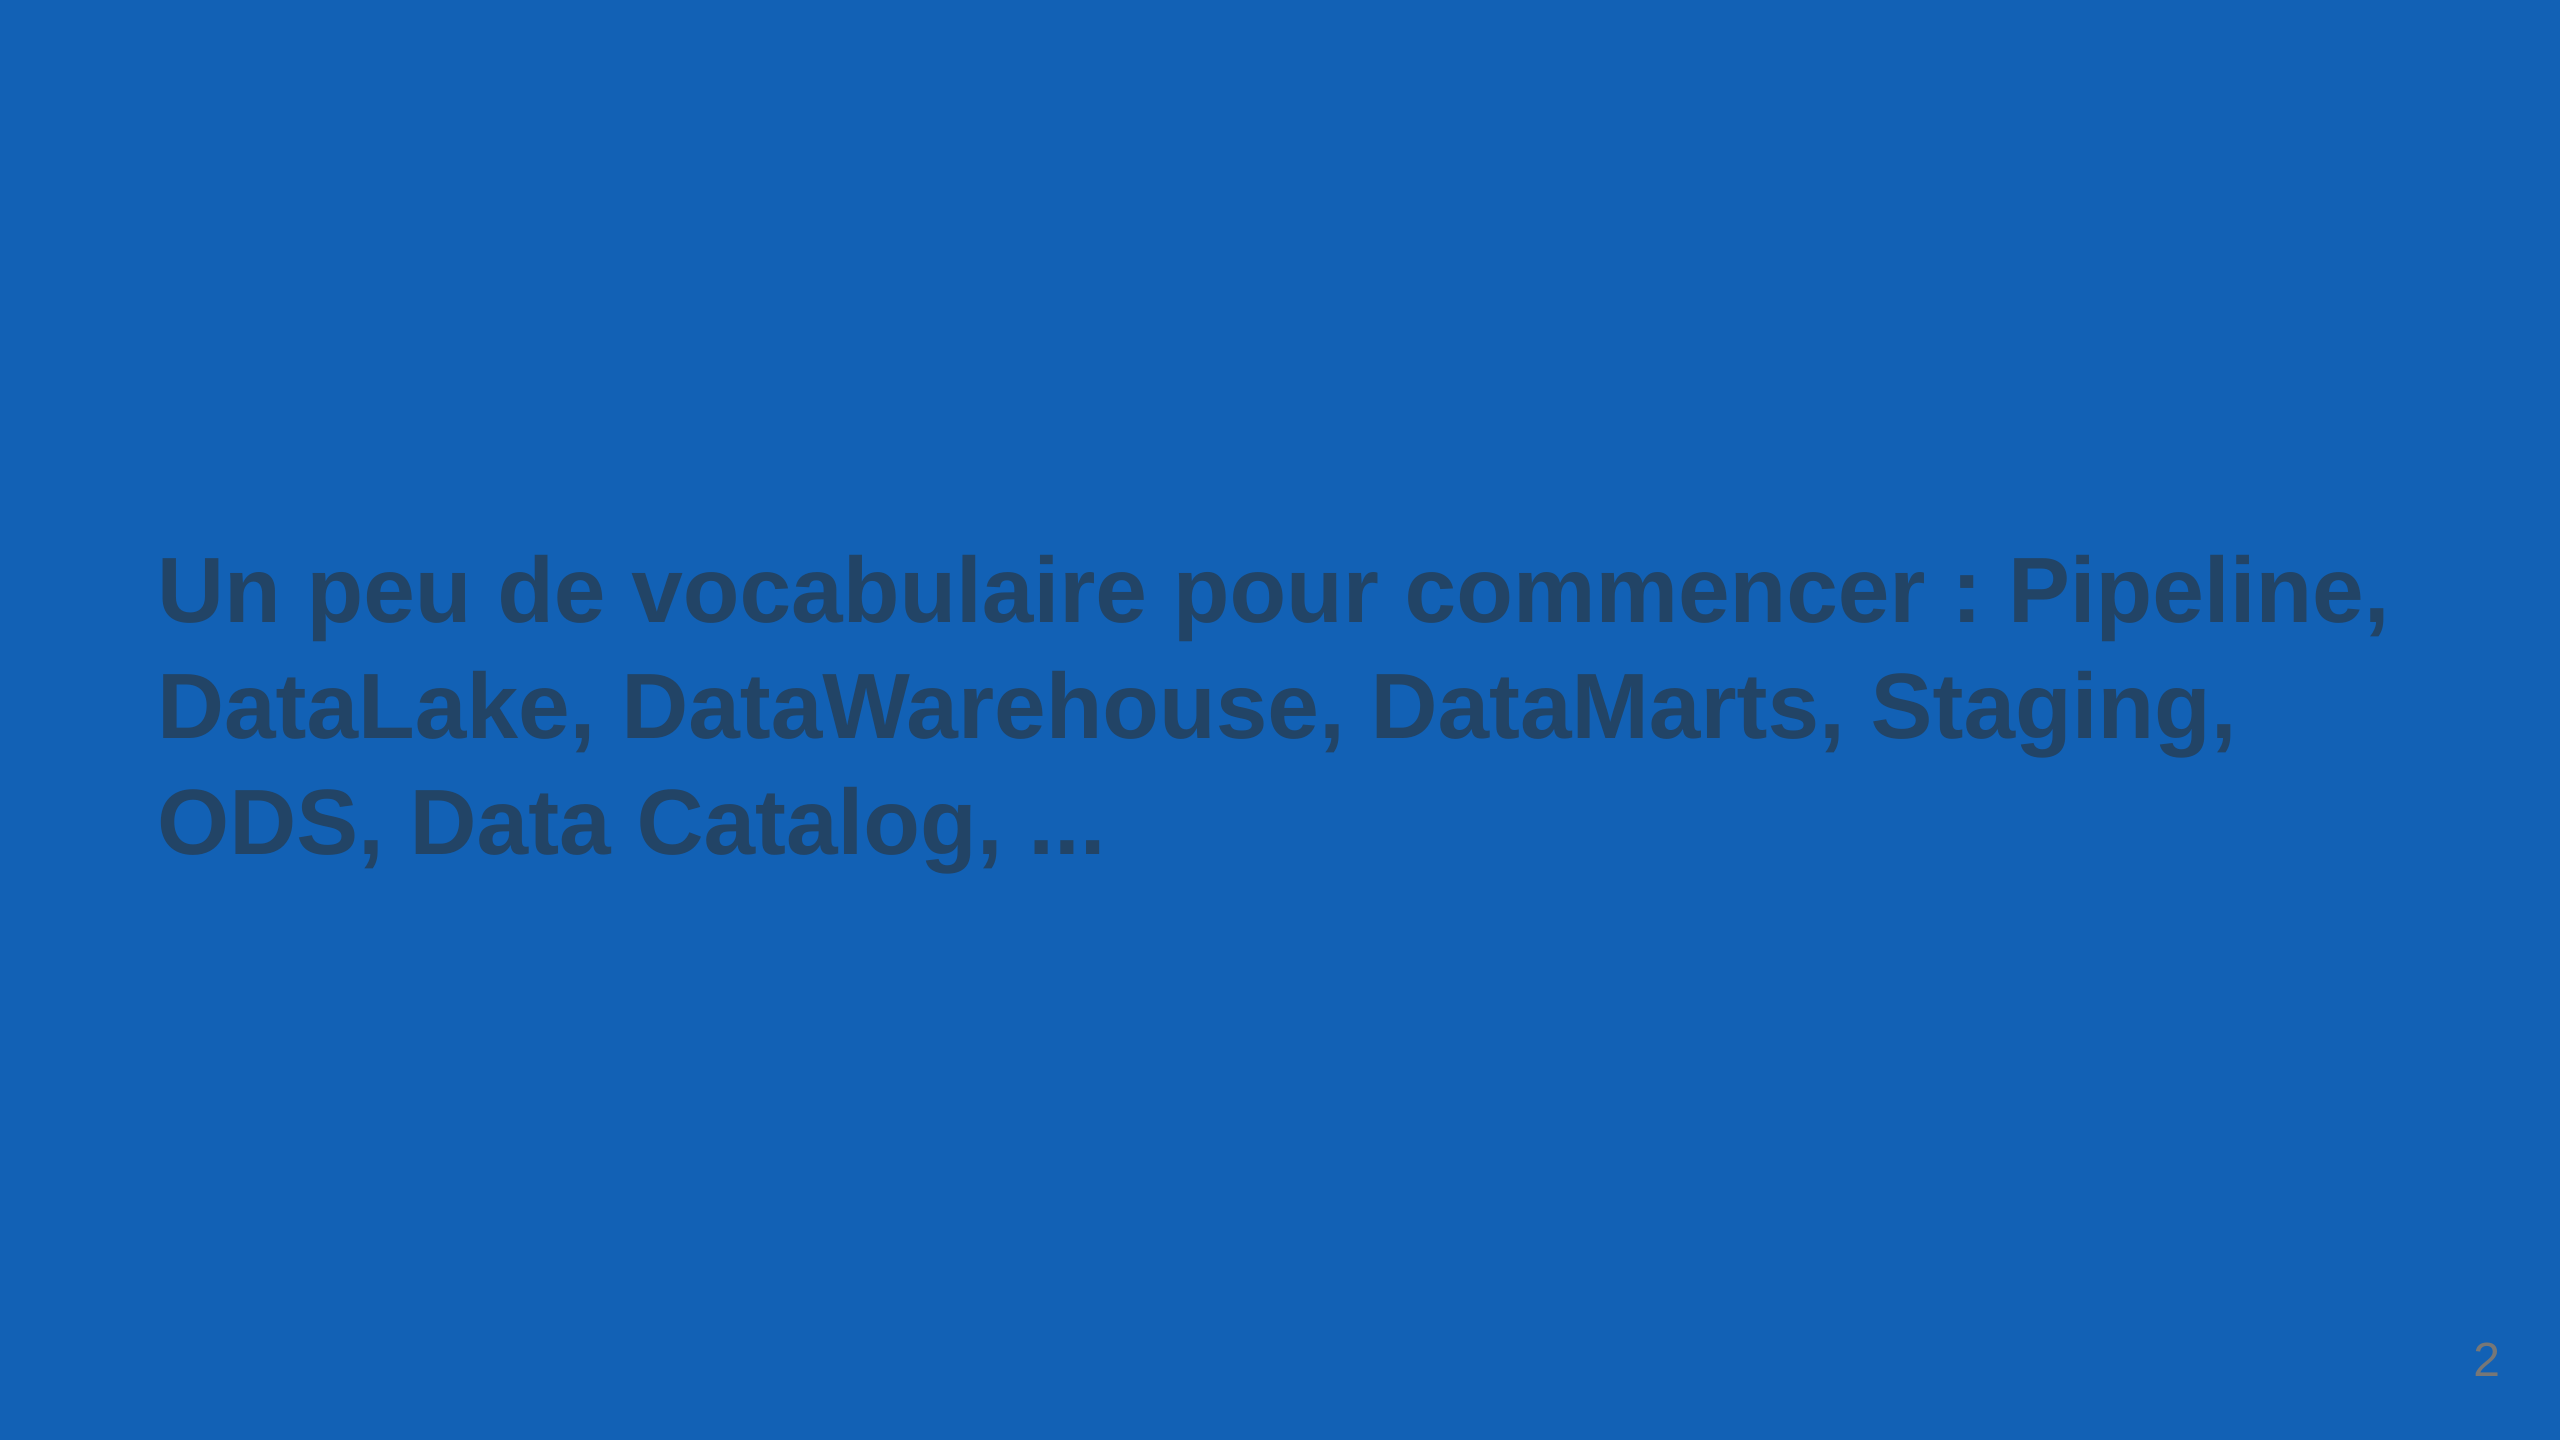 Un peu de vocabulaire pour commencer : Pipeline,
DataLake, DataWarehouse, DataMarts, Staging,
ODS, Data Catalog, ...
2